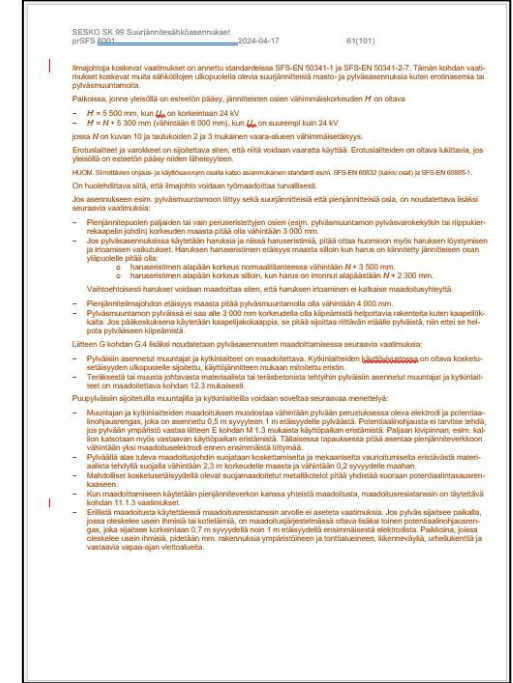 SESKO SK 99 Suurjännitesähköasennukset
prSFS 6001 2024-04-17 61(101)
Ilmajohtoja koskevat vaatimukset on annettu standardeissa SFS-EN 50341-1 ja SFS-EN 50341-2-7. Tämän kohdan vaati-
mukset koskevat muita sähkötilojen ulkopuolella olevia suurjännitteisiä masto- ja pylväsasennuksia kuten erotinasemia tai
pylväsmuuntamoita.
Paikoissa, jonne yleisöllä on esteetön pääsy, jännitteisten osien vähimmäiskorkeuden H' on oltava
– H' = 5 500 mm, kun Um on korkeintaan 24 kV
– H' = N + 5 300 mm (vähintään 6 000 mm), kun Um on suurempi kuin 24 kV
jossa N on kuvan 10 ja taulukoiden 2 ja 3 mukainen vaara-alueen vähimmäisetäisyys.
Erotuslaitteet ja varokkeet on sijoitettava siten, että niitä voidaan vaaratta käyttää. Erotuslaitteiden on oltava lukittavia, jos
yleisöllä on esteetön pääsy niiden läheisyyteen.
HUOM. Siirrettävien ohjaus- ja käyttösauvojen osalta katso asianmukainen standardi esim. SFS-EN 60832 (kaikki osat) ja SFS-EN 60885-1.
On huolehdittava siitä, että ilmajohto voidaan työmaadoittaa turvallisesti.
Jos asennukseen esim. pylväsmuuntamoon liittyy sekä suurjännitteisiä että pienjännitteisiä osia, on noudatettava lisäksi
seuraavia vaatimuksia:
– Pienjännitepuolen paljaiden tai vain peruseristettyjen osien (esim. pylväsmuuntamon pylväsvarokekytkin tai riippukier-
rekaapelin johdin) korkeuden maasta pitää olla vähintään 3 000 mm.
– Jos pylväsasennuksissa käytetään haruksia ja niissä haruseristimiä, pitää ottaa huomioon myös haruksen löystymisen
ja irtoamisen vaikutukset. Haruksen haruseristimen etäisyys maasta silloin kun harus on kiinnitetty jännitteisen osan
yläpuolelle pitää olla:
o haruseristimen alapään korkeus normaalitilanteessa vähintään N + 3 500 mm.
o haruseristimen alapään korkeus silloin, kun harus on irronnut alapäästään N + 2 300 mm.
Vaihtoehtoisesti harukset voidaan maadoittaa siten, että haruksen irtoaminen ei katkaise maadoitusyhteyttä.
– Pienjänniteilmajohdon etäisyys maasta pitää pylväsmuuntamolla olla vähintään 4 000 mm.
– Pylväsmuuntamon pylväissä ei saa alle 3 000 mm korkeudella olla kiipeämistä helpottavia rakenteita kuten kaapelitik-
kaita. Jos pääkeskuksena käytetään kaapelijakokaappia, se pitää sijoittaa riittävän etäälle pylväistä, niin ettei se hel-
pota pylvääseen kiipeämistä.
Liitteen G kohdan G.4 lisäksi noudatetaan pylväsasennusten maadoittamisessa seuraavia vaatimuksia:
– Pylväisiin asennetut muuntajat ja kytkinlaitteet on maadoitettava. Kytkinlaitteiden käyttövivustossa on oltava kosketu-
setäisyyden ulkopuolelle sijoitettu, käyttöjännitteen mukaan mitoitettu eristin.
– Teräksestä tai muusta johtavasta materiaalista tai teräsbetonista tehtyihin pylväisiin asennetut muuntajat ja kytkinlait-
teet on maadoitettava kohdan 12.3 mukaisesti.
Puupylväisiin sijoitetuilla muuntajilla ja kytkinlaitteilla voidaan soveltaa seuraavaa menettelyä:
– Muuntajan ja kytkinlaitteiden maadoituksen muodostaa vähintään pylvään perustuksessa oleva elektrodi ja potentiaa-
linohjausrengas, joka on asennettu 0,5 m syvyyteen 1 m etäisyydelle pylväästä. Potentiaalinohjausta ei tarvitse tehdä,
jos pylvään ympäristö vastaa liitteen E kohdan M 1.3 mukaista käyttöpaikan eristämistä. Paljaan kivipinnan, esim. kal-
lion katsotaan myös vastaavan käyttöpaikan eristämistä. Tällaisessa tapauksessa pitää asentaa pienjänniteverkkoon
vähintään yksi maadoituselektrodi ennen ensimmäistä liittymää.
– Pylväällä alas tuleva maadoitusjohdin suojataan koskettamiselta ja mekaaniselta vaurioitumiselta eristävästä materi-
aalista tehdyllä suojalla vähintään 2,3 m korkeudelle maasta ja vähintään 0,2 syvyydelle maahan.
– Mahdolliset kosketusetäisyydellä olevat suojamaadoitetut metallikotelot pitää yhdistää suoraan potentiaalintasausren-
kaaseen.
– Kun maadoittamiseen käytetään pienjänniteverkon kanssa yhteistä maadoitusta, maadoitusresistanssin on täytettävä
kohdan 11.1.3 vaatimukset.
– Erillistä maadoitusta käytettäessä maadoitusresistanssin arvolle ei aseteta vaatimuksia. Jos pylväs sijaitsee paikalla,
jossa oleskelee usein ihmisiä tai kotieläimiä, on maadoitusjärjestelmässä oltava lisäksi toinen potentiaalinohjausren-
gas, joka sijaitsee korkeintaan 0,7 m syvyydellä noin 1 m etäisyydellä ensimmäisestä elektrodista. Paikkoina, joissa
oleskelee usein ihmisiä, pidetään mm. rakennuksia ympäristöineen ja tonttialueineen, liikenneväyliä, urheilukenttiä ja
vastaavia vapaa-ajan viettoalueita.